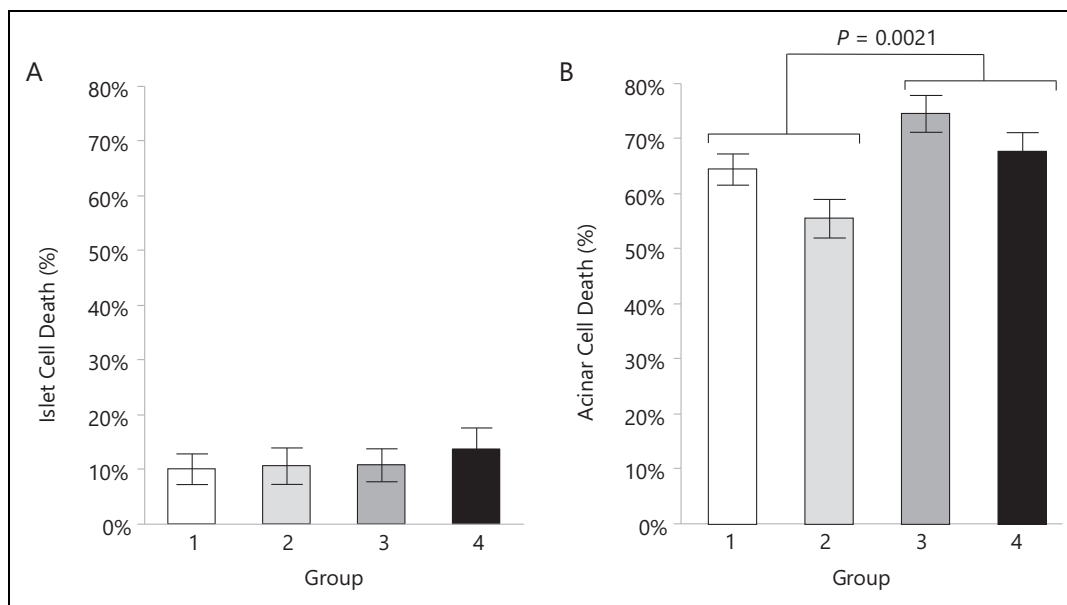 A
80%
70%
60%
50%
40%
30%
20%
10%
0%
Islet Cell Death (%)
1 2 3 4
Group
B
P = 0.0021
80%
70%
60%
50%
40%
30%
20%
10%
0%
Acinar Cell Death (%)
1 2 3 4
Group